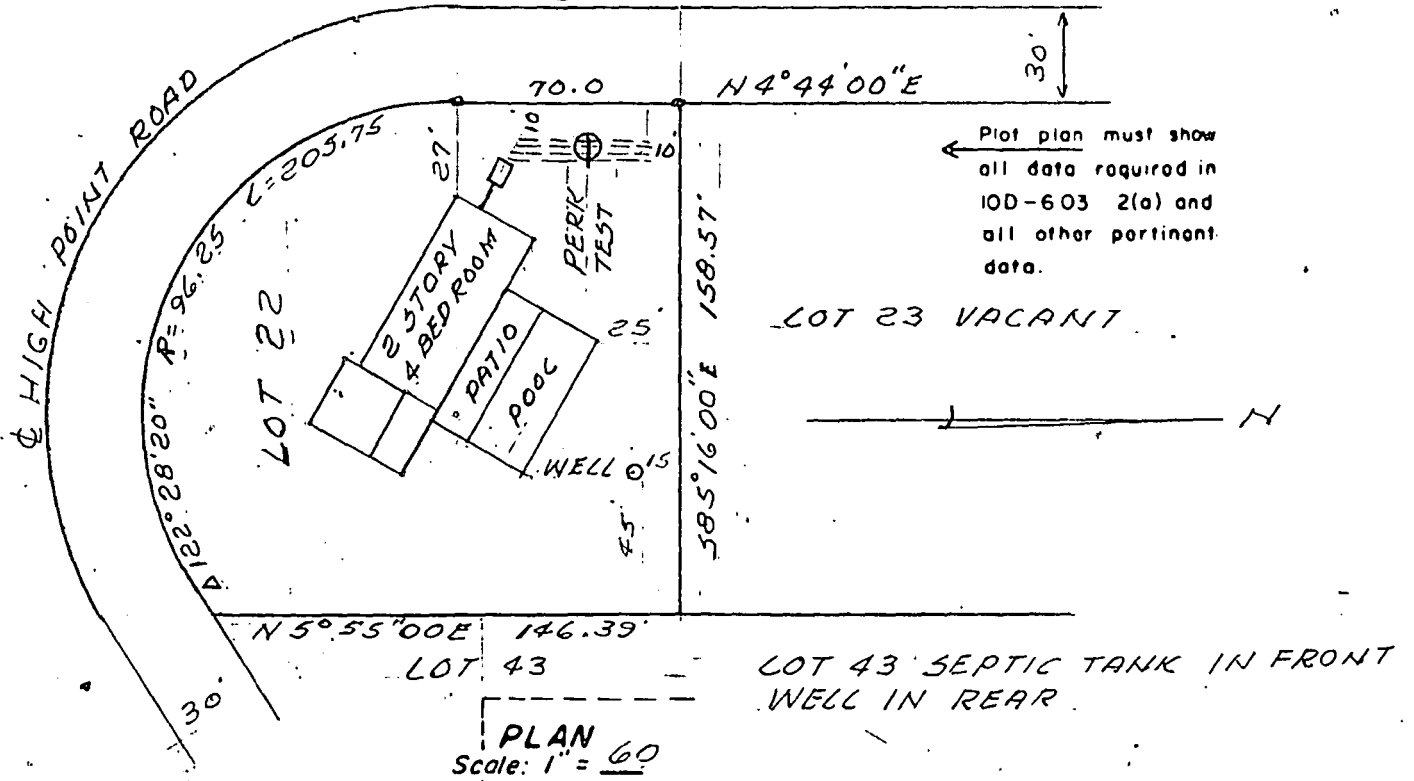 30'
70.0
N 4°44'00"E
℄ HIGH POINT ROAD
Plot plan must show
all data required in
10D-6 03 2(a) and
all other pertinent
data.
10'
10'
27'
L=205.75
R=96.25
Δ122°28'20"
PERK
TEST
2 STORY
4 BEDROOM
LOT 22
158.57'
S85°16'00"E
LOT 23 VACANT
25'
PATIO
POOL
N
WELL
15
45'
N 5°55"00E 146.39'
LOT 43
LOT 43 SEPTIC TANK IN FRONT
WELL IN REAR
30'
PLAN
Scale: 1" = 60